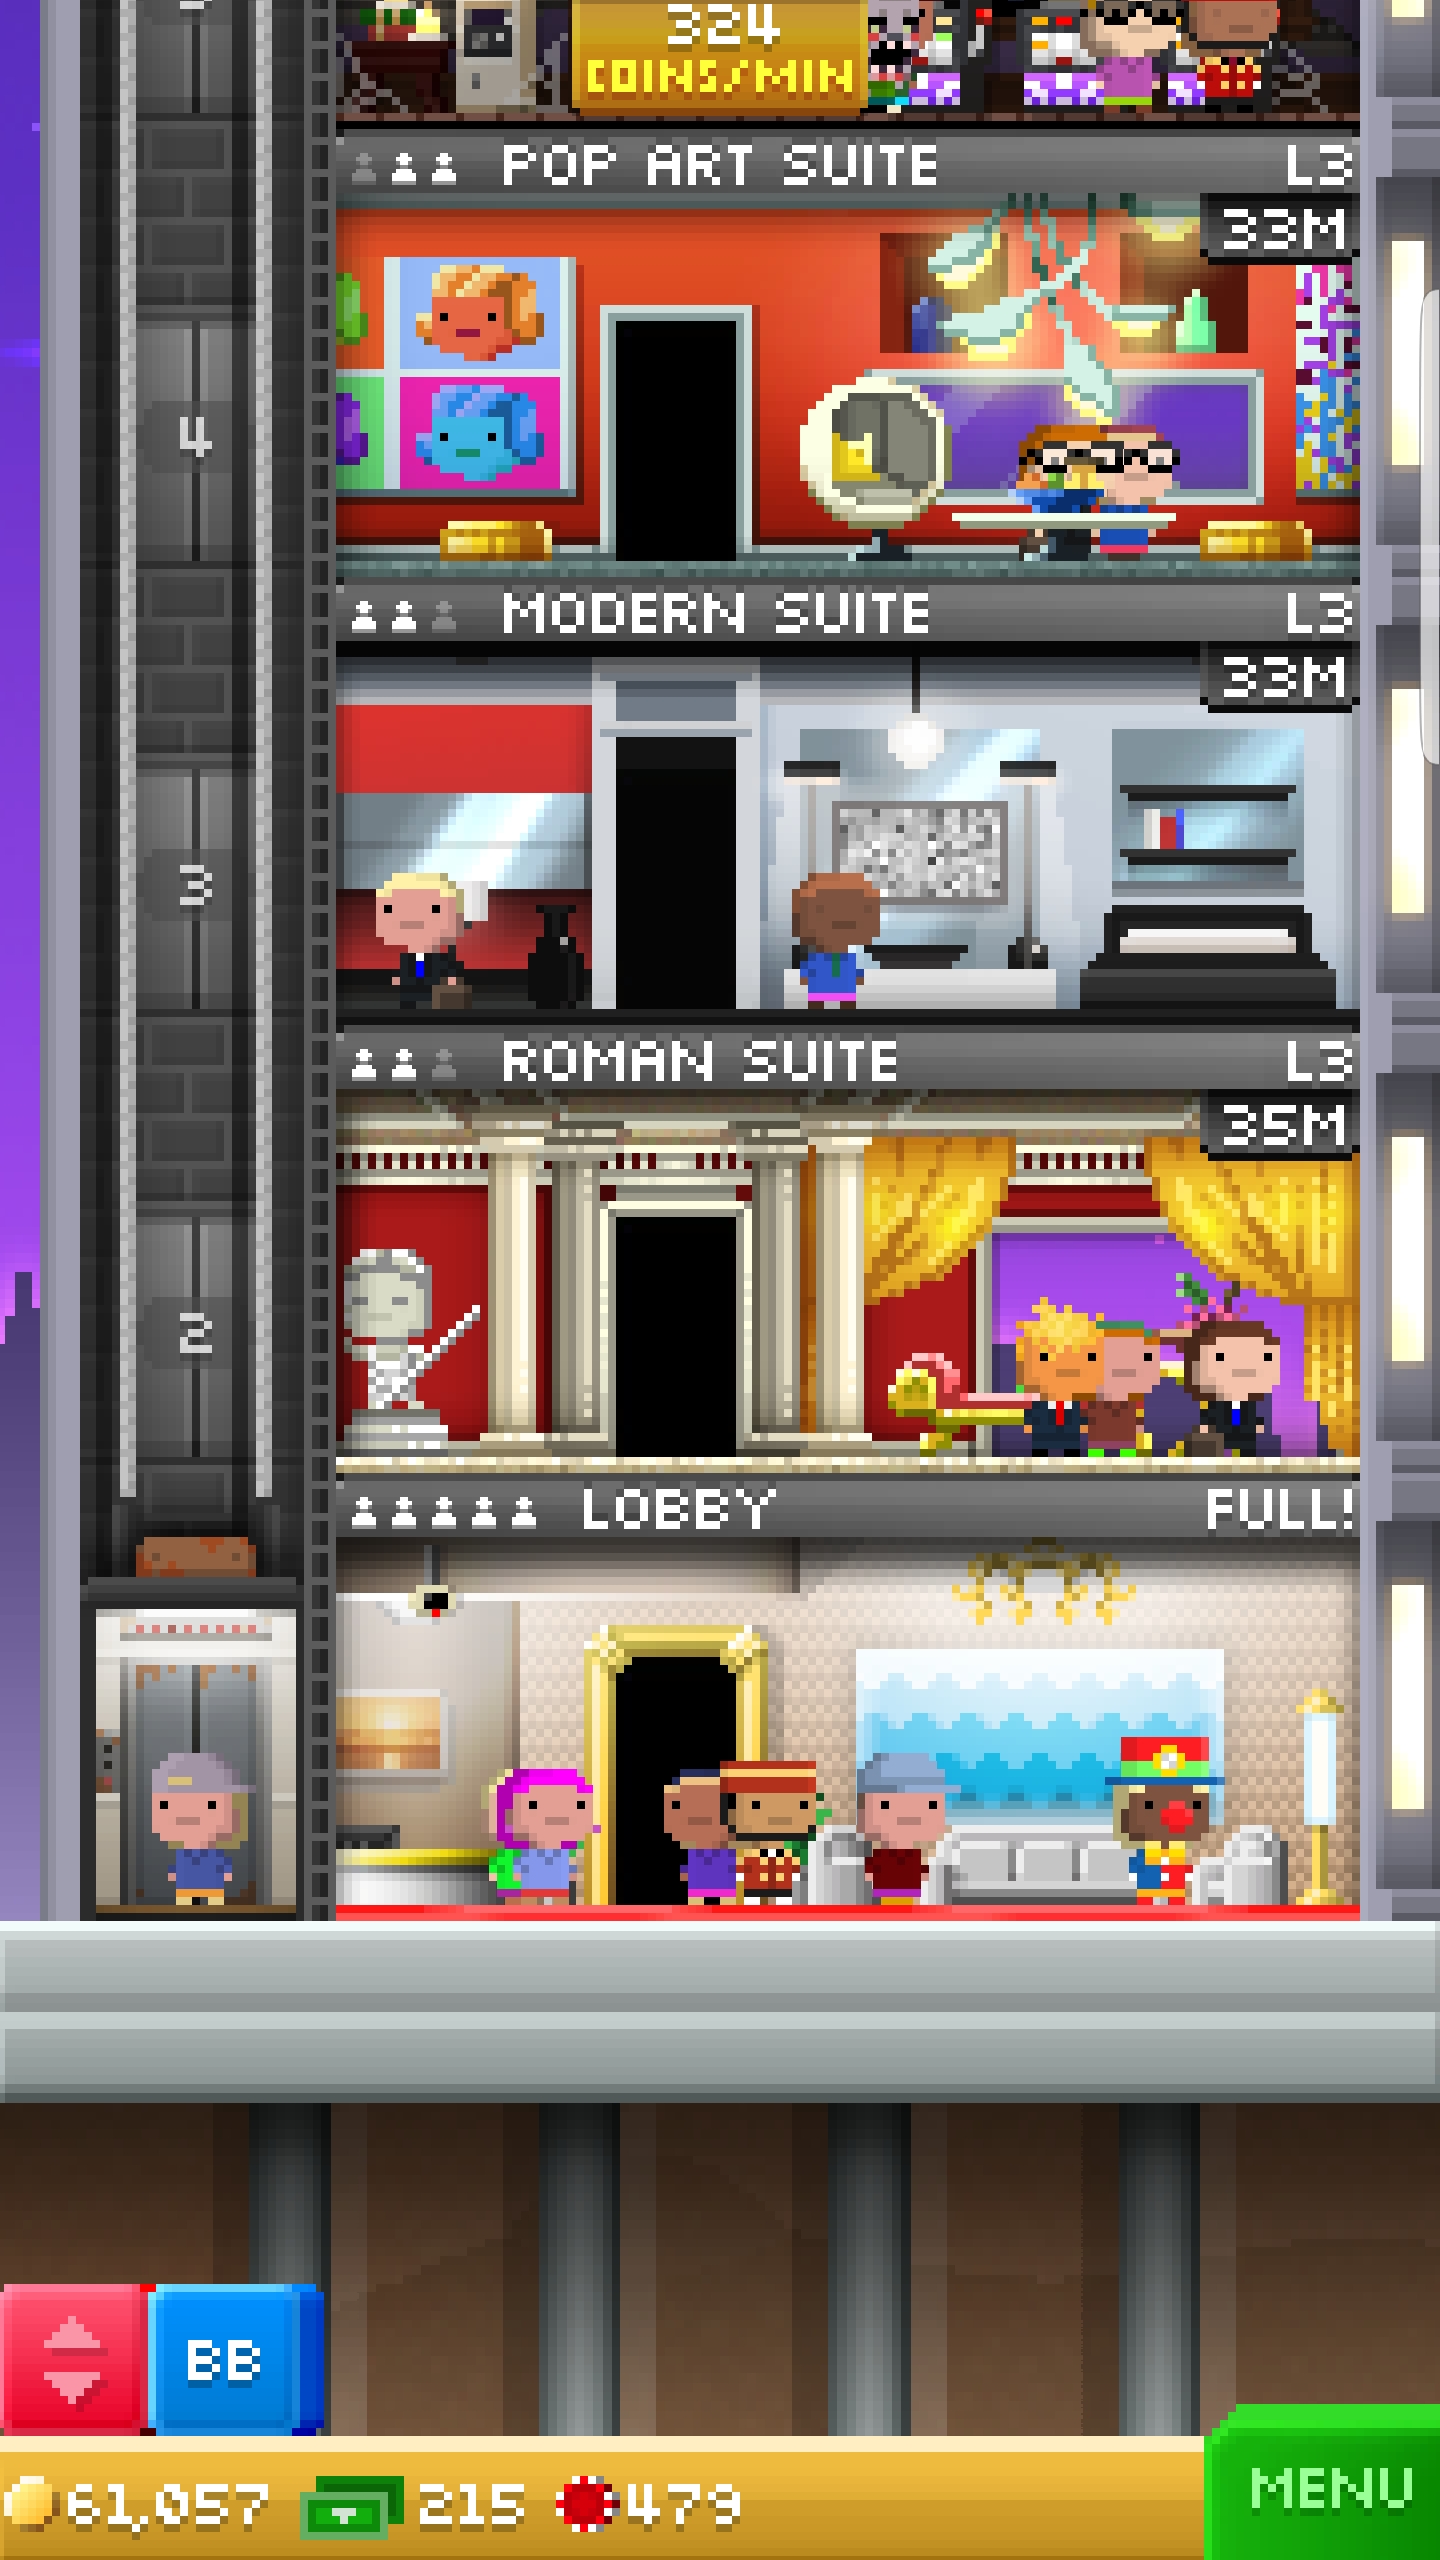 324
COINS/MIN
POP ART SUITE L3
33M
4
MODERN SUITE L3
33M
3
ROMAN SUITE L3
35M
2
LOBBY FULL!
BB
61,057 215 479
MENU